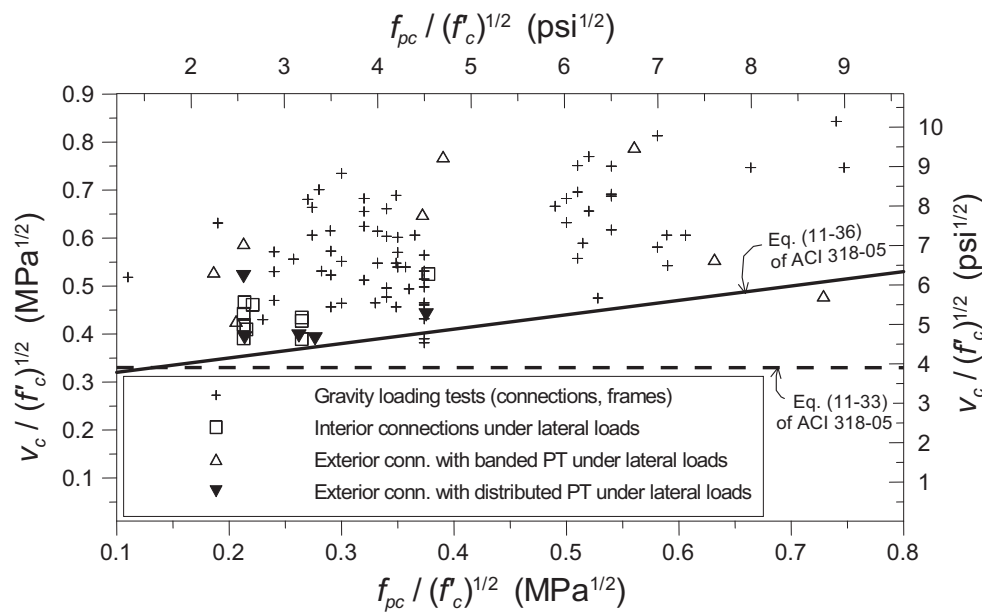 f_pc / (f'_c)^1/2 (psi^1/2)
2 3 4 5 6 7 8 9
0.9
0.8
0.7
0.6
0.5
0.4
0.3
0.2
0.1
v_c / (f'_c)^1/2 (MPa^1/2)
10
9
8
7
6
5
4
3
2
1
v_c / (f'_c)^1/2 (psi^1/2)
Eq. (11-36)
of ACI 318-05
Eq. (11-33)
of ACI 318-05
Gravity loading tests (connections, frames)
Interior connections under lateral loads
Exterior conn. with banded PT under lateral loads
Exterior conn. with distributed PT under lateral loads
0.1 0.2 0.3 0.4 0.5 0.6 0.7 0.8
f_pc / (f'_c)^1/2 (MPa^1/2)